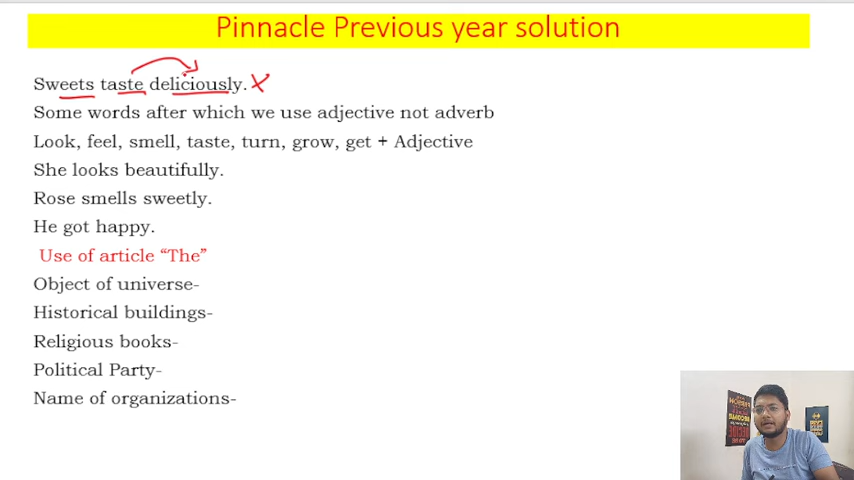 Pinnacle Previous year solution
Sweets taste deliciously. X
Some words after which we use adjective not adverb
Look, feel, smell, taste, turn, grow, get + Adjective
She looks beautifully.
Rose smells sweetly.
He got happy.
Use of article “The”
Object of universe-
Historical buildings-
Religious books-
Political Party-
Name of organizations-